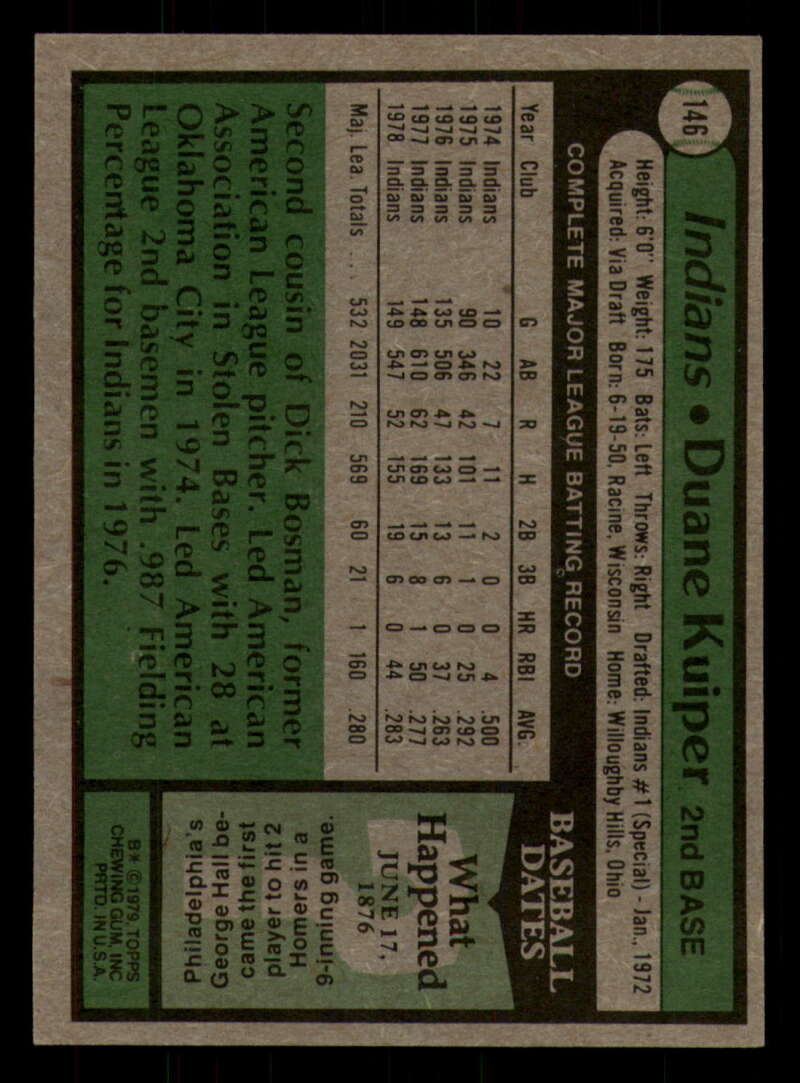 146
Indians • Duane Kuiper 2nd BASE
Height: 6'0" Weight: 175 Bats: Left Throws: Right Drafted: Indians #1 (Special) - Jan., 1972
Acquired: Via Draft Born: 6-19-50, Racine, Wisconsin Home: Willoughby Hills, Ohio
COMPLETE MAJOR LEAGUE BATTING RECORD
Year Club G AB R H 2B 3B HR RBI AVG.
1974 Indians 10 22 7 11 2 0 0 4 .500
1975 Indians 90 346 42 101 11 1 0 25 .292
1976 Indians 135 506 47 133 13 6 0 37 .263
1977 Indians 148 610 62 169 15 8 1 50 .277
1978 Indians 149 547 52 155 19 6 0 44 .283
Maj. Lea. Totals . . . 532 2031 210 569 60 21 1 160 .280
Second cousin of Dick Bosman, former
American League pitcher. Led American
Association in Stolen Bases with 28 at
Oklahoma City in 1974. Led American
League 2nd basemen with .987 Fielding
Percentage for Indians in 1976.
BASEBALL
DATES
What
Happened
JUNE 17,
1876
Philadelphia's
George Hall be-
came the first
player to hit 2
Homers in a
9-inning game.
B* ©1979 TOPPS
CHEWING GUM, INC
PRTD. IN U.S.A.